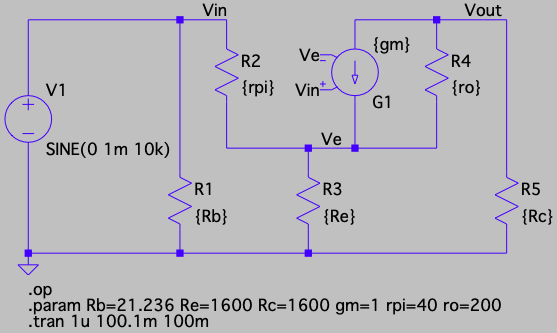 Vin
Vout
R2
{rpi}
Ve
Vin
{gm}
G1
R4
{ro}
V1
SINE(0 1m 10k)
Ve
R1
{Rb}
R3
{Re}
R5
{Rc}
.op
.param Rb=21.236 Re=1600 Rc=1600 gm=1 rpi=40 ro=200
.tran 1u 100.1m 100m